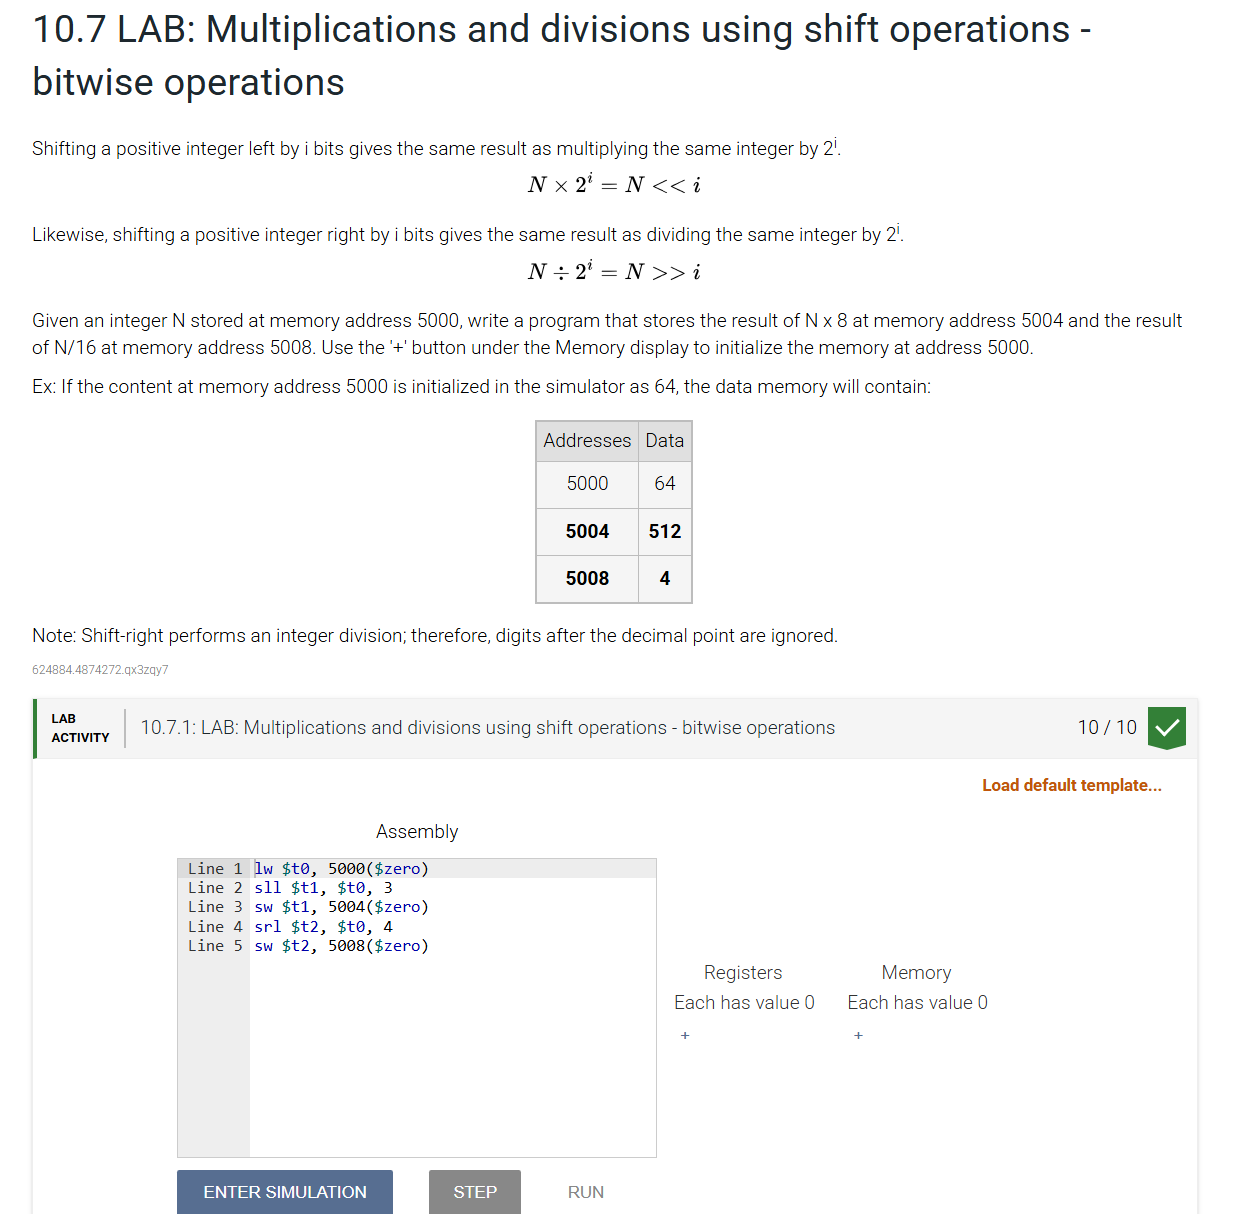 10.7 LAB: Multiplications and divisions using shift operations -
bitwise operations
Shifting a positive integer left by i bits gives the same result as multiplying the same integer by 2ⁱ.
N × 2ⁱ = N << i
Likewise, shifting a positive integer right by i bits gives the same result as dividing the same integer by 2ⁱ.
N ÷ 2ⁱ = N >> i
Given an integer N stored at memory address 5000, write a program that stores the result of N x 8 at memory address 5004 and the result
of N/16 at memory address 5008. Use the '+' button under the Memory display to initialize the memory at address 5000.
Ex: If the content at memory address 5000 is initialized in the simulator as 64, the data memory will contain:
Addresses Data
5000 64
5004 512
5008 4
Note: Shift-right performs an integer division; therefore, digits after the decimal point are ignored.
624884.4874272.qx3zqy7
LAB
ACTIVITY
10.7.1: LAB: Multiplications and divisions using shift operations - bitwise operations
10 / 10
Load default template...
Assembly
Line 1 lw $t0, 5000($zero)
Line 2 sll $t1, $t0, 3
Line 3 sw $t1, 5004($zero)
Line 4 srl $t2, $t0, 4
Line 5 sw $t2, 5008($zero)
Registers Memory
Each has value 0 Each has value 0
+ +
ENTER SIMULATION STEP RUN